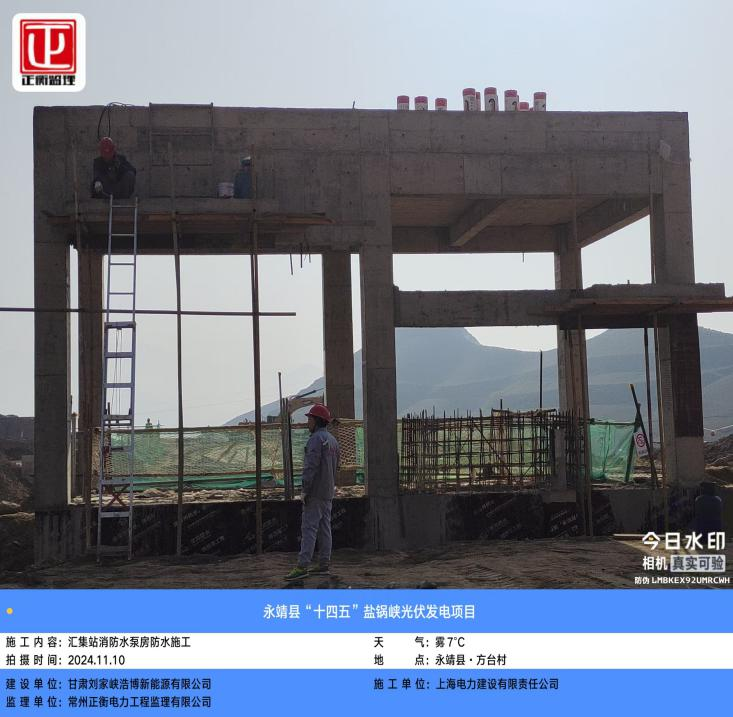 正衡监理
今日水印
相机 真实可验
防伪 LMBKEX92UMRCWH
永靖县“十四五”盐锅峡光伏发电项目
施工内容: 汇集站消防水泵房防水施工
天气: 雾 7℃
拍摄时间: 2024.11.10
地点: 永靖县·方台村
建设单位: 甘肃刘家峡浩博新能源有限公司
施工单位: 上海电力建设有限责任公司
监理单位: 常州正衡电力工程监理有限公司